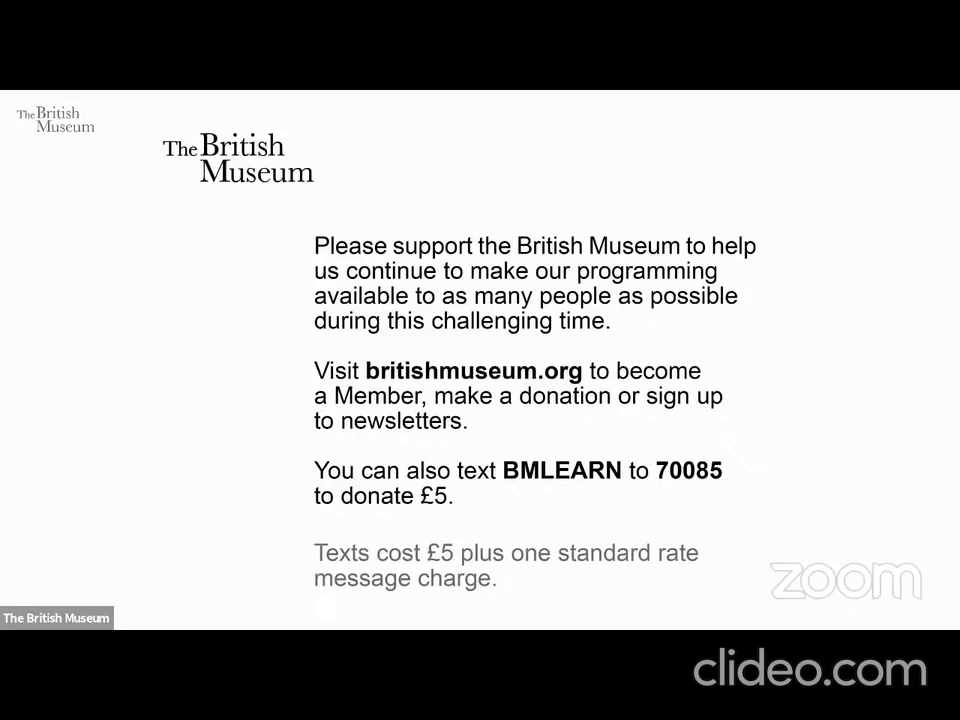 The British
Museum
The British
Museum
Please support the British Museum to help
us continue to make our programming
available to as many people as possible
during this challenging time.
Visit britishmuseum.org to become
a Member, make a donation or sign up
to newsletters.
You can also text BMLEARN to 70085
to donate £5.
Texts cost £5 plus one standard rate
message charge.
zoom
The British Museum
clideo.com